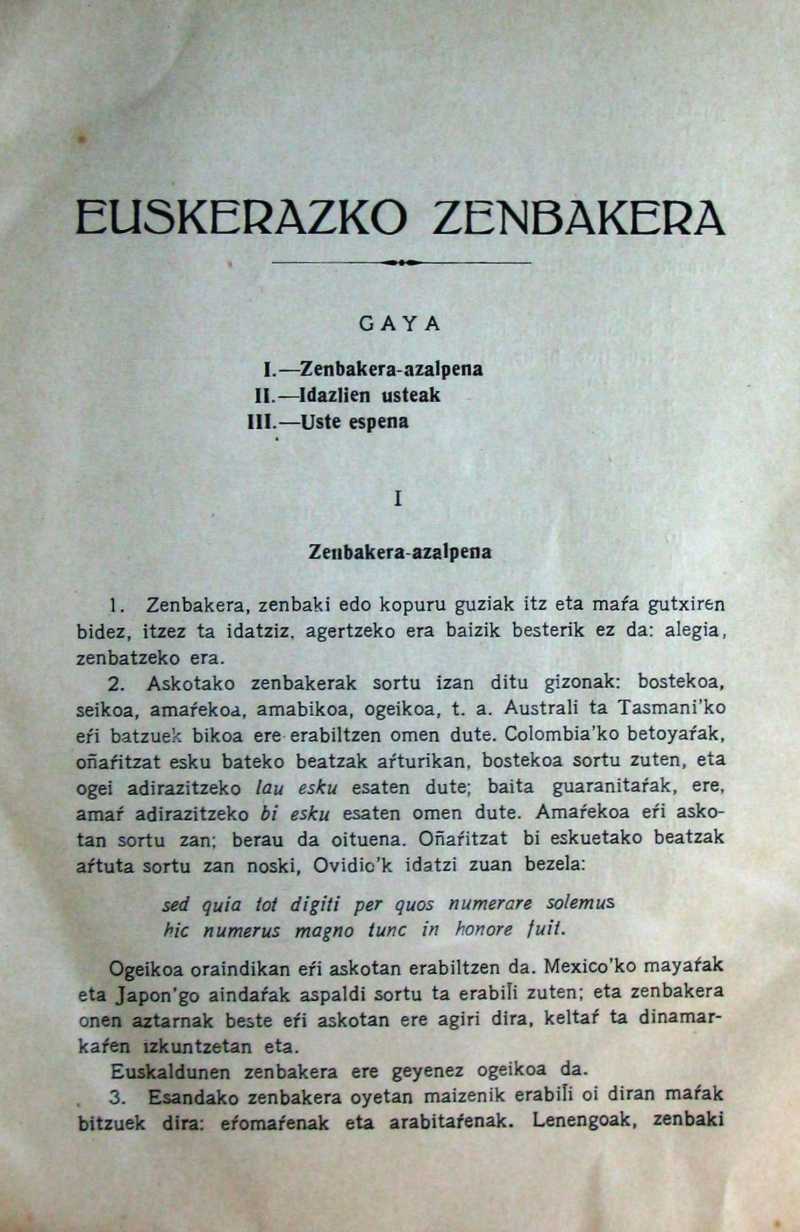 EUSKERAZKO ZENBAKERA
GAYA
I.—Zenbakera-azalpena
II.—Idazlien usteak
III.—Uste espena
I
Zenbakera-azalpena
1. Zenbakera, zenbaki edo kopuru guziak itz eta maŕa gutxiren
bidez, itzez ta idatziz, agertzeko era baizik besterik ez da: alegia,
zenbatzeko era.
2. Askotako zenbakerak sortu izan ditu gizonak: bostekoa,
seikoa, amaŕekoa, amabikoa, ogeikoa, t. a. Australi ta Tasmani'ko
eŕi batzuek bikoa ere erabiltzen omen dute. Colombia'ko betoyaŕak,
oñaŕitzat esku bateko beatzak aŕturikan, bostekoa sortu zuten, eta
ogei adirazitzeko lau esku esaten dute; baita guaranitaŕak, ere,
amaŕ adirazitzeko bi esku esaten omen dute. Amaŕekoa eŕi asko-
tan sortu zan; berau da oituena. Oñaŕitzat bi eskuetako beatzak
aŕtuta sortu zan noski, Ovidio'k idatzi zuan bezela:
sed quia tot digiti per quos numerare solemus
hic numerus magno tunc in honore fuit.
Ogeikoa oraindikan eŕi askotan erabiltzen da. Mexico'ko mayaŕak
eta Japon'go aindaŕak aspaldi sortu ta erabili zuten; eta zenbakera
onen aztarnak beste eŕi askotan ere agiri dira, keltaŕ ta dinamar-
kaŕen izkuntzetan eta.
Euskaldunen zenbakera ere geyenez ogeikoa da.
3. Esandako zenbakera oyetan maizenik erabili oi diran maŕak
bitzuek dira: eŕomaŕenak eta arabitaŕenak. Lenengoak, zenbaki